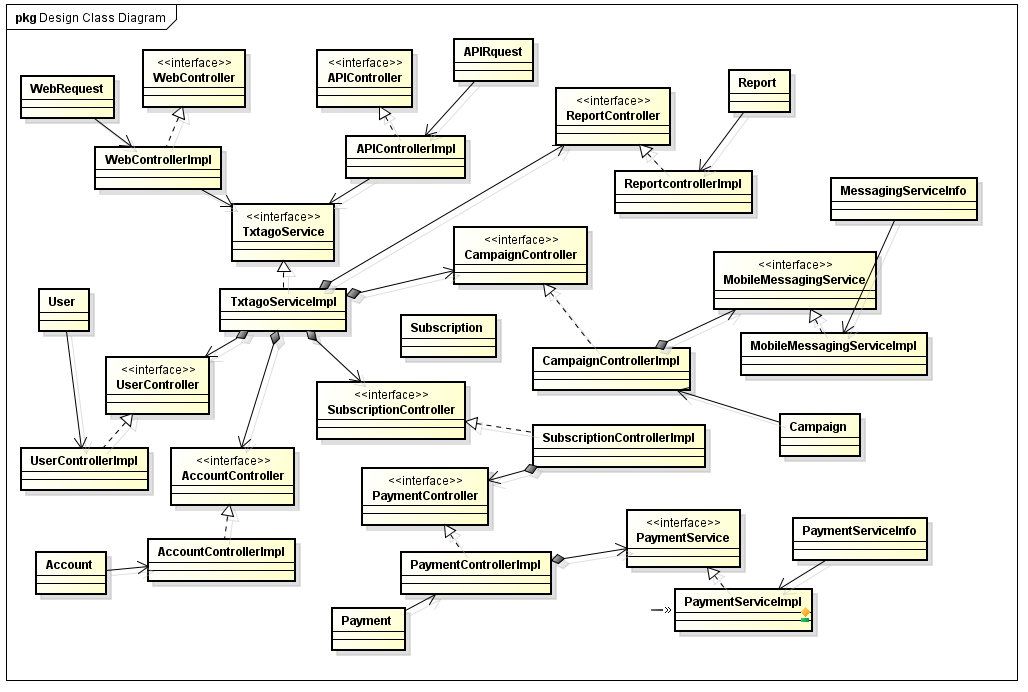 pkg Design Class Diagram
APIRquest
<<interface>>
WebController
<<interface>>
APIController
WebRequest
Report
<<interface>>
ReportController
WebControllerImpl
APIControllerImpl
ReportcontrollerImpl
MessagingServiceInfo
<<interface>>
TxtagoService
<<interface>>
CampaignController
<<interface>>
MobileMessagingService
User
TxtagoServiceImpl
Subscription
MobileMessagingServiceImpl
CampaignControllerImpl
<<interface>>
UserController
<<interface>>
SubscriptionController
Campaign
SubscriptionControllerImpl
UserControllerImpl
<<interface>>
AccountController
<<interface>>
PaymentController
<<interface>>
PaymentService
PaymentServiceInfo
AccountControllerImpl
Account
PaymentControllerImpl
PaymentServiceImpl
Payment